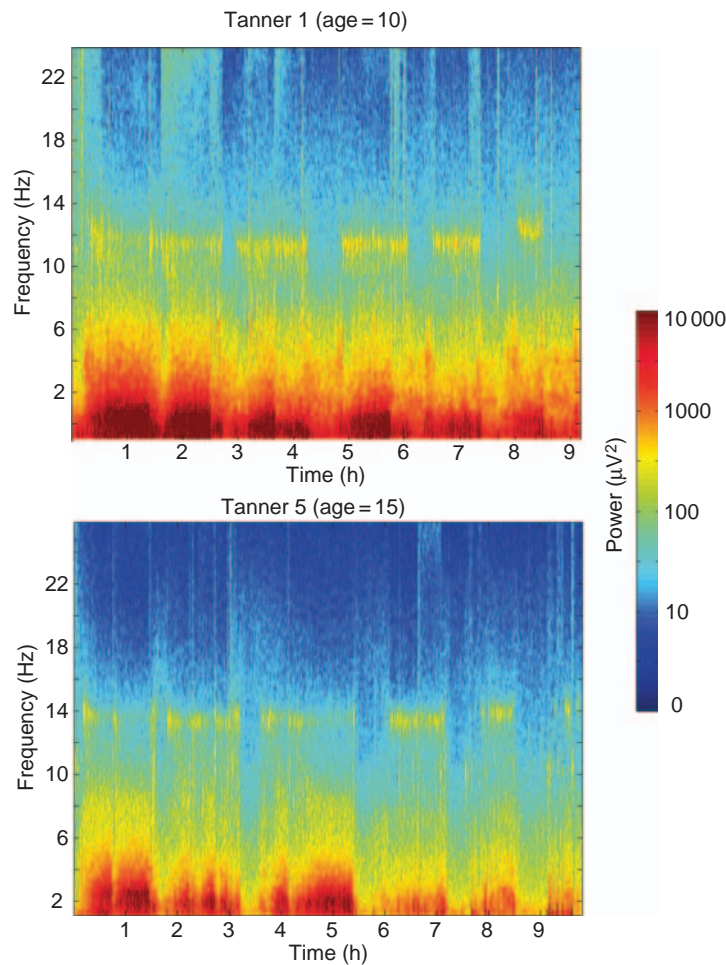 Tanner 1 (age = 10)
22
18
14
10
6
2
Frequency (Hz)
1 2 3 4 5 6 7 8 9
Time (h)
10 000
1000
100
10
0
Power (μV²)
Tanner 5 (age = 15)
22
18
14
10
6
2
Frequency (Hz)
1 2 3 4 5 6 7 8 9
Time (h)